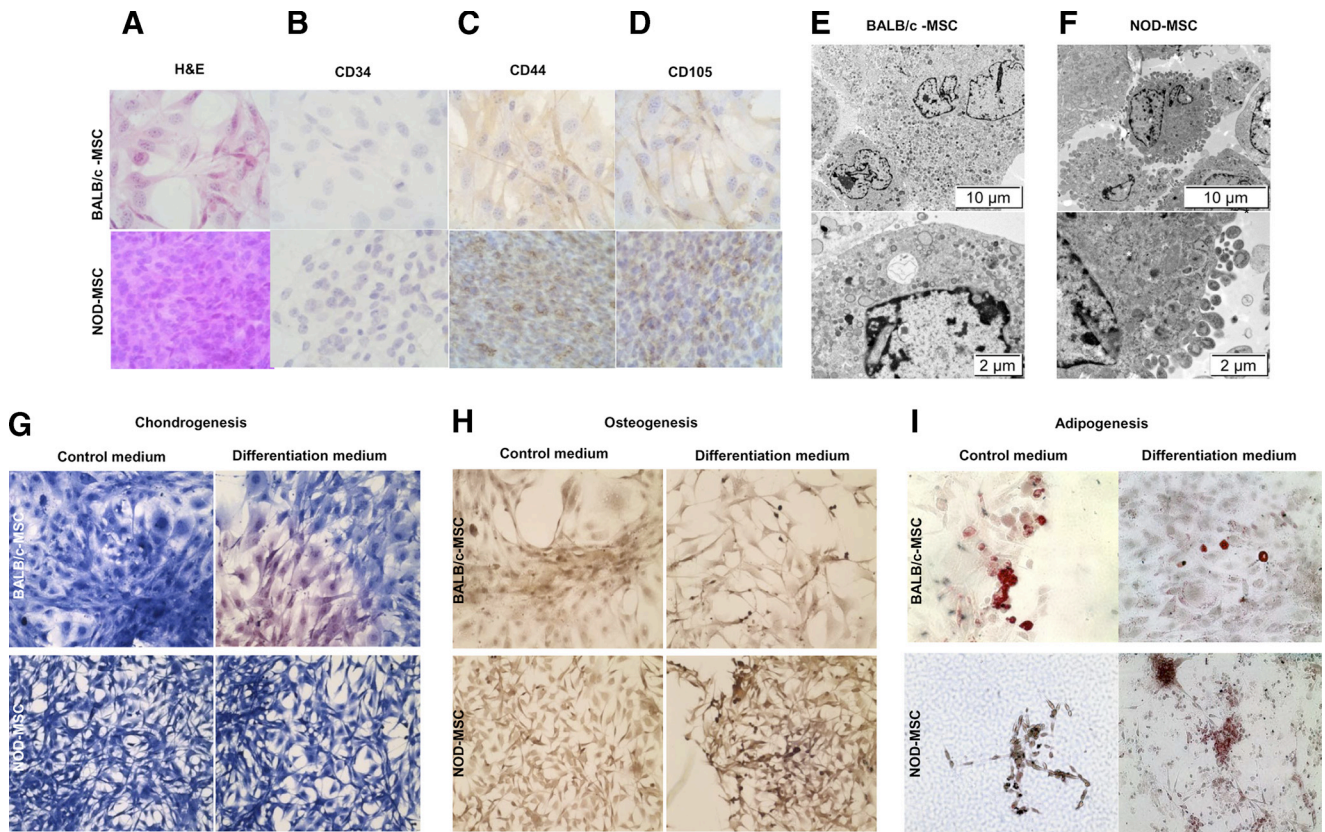 A
B
C
D
E
F
H&E
CD34
CD44
CD105
BALB/c -MSC
NOD-MSC
BALB/c -MSC
NOD-MSC
10 µm
10 µm
2 µm
2 µm
G
Chondrogenesis
Control medium
Differentiation medium
BALB/c-MSC
NOD-MSC
H
Osteogenesis
Control medium
Differentiation medium
BALB/c-MSC
NOD-MSC
I
Adipogenesis
Control medium
Differentiation medium
BALB/c-MSC
NOD-MSC